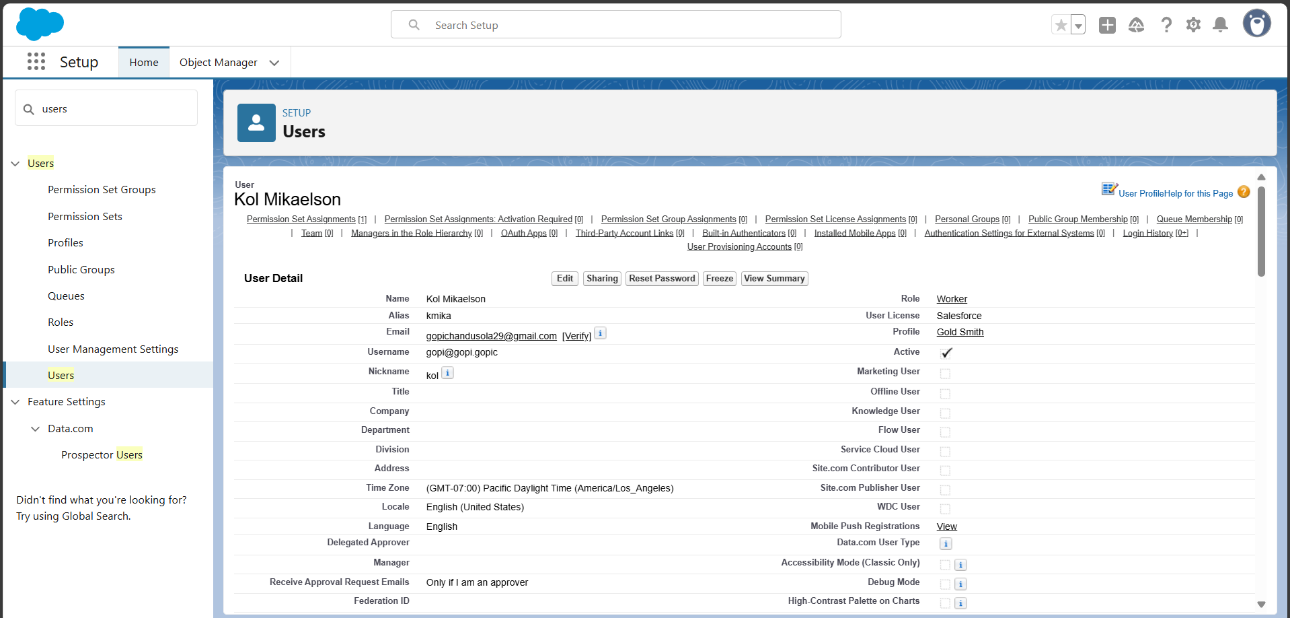 Search Setup
Setup
Home
Object Manager
users
Users
Permission Set Groups
Permission Sets
Profiles
Public Groups
Queues
Roles
User Management Settings
Users
Feature Settings
Data.com
Prospector Users
Didn't find what you're looking for?
Try using Global Search.
SETUP
Users
User
Kol Mikaelson
User Profile Help for this Page
Permission Set Assignments [1] | Permission Set Assignments: Activation Required [0] | Permission Set Group Assignments [0] | Permission Set License Assignments [0] | Personal Groups [0] | Public Group Membership [0] | Queue Membership [0]
| Team [0] | Managers in the Role Hierarchy [0] | OAuth Apps [0] | Third-Party Account Links [0] | Built-in Authenticators [0] | Installed Mobile Apps [0] | Authentication Settings for External Systems [0] | Login History [0+] |
User Provisioning Accounts [0]
User Detail Edit Sharing Reset Password Freeze View Summary
Name Kol Mikaelson Role Worker
Alias kmika User License Salesforce
Email gopichandusola29@gmail.com [Verify] i Profile Gold Smith
Username gopi@gopi.gopic Active
Nickname kol i Marketing User
Title Offline User
Company Knowledge User
Department Flow User
Division Service Cloud User
Address Site.com Contributor User
Time Zone (GMT-07:00) Pacific Daylight Time (America/Los_Angeles) Site.com Publisher User
Locale English (United States) WDC User
Language English Mobile Push Registrations View
Delegated Approver Data.com User Type i
Manager Accessibility Mode (Classic Only) i
Receive Approval Request Emails Only if I am an approver Debug Mode i
Federation ID High-Contrast Palette on Charts i